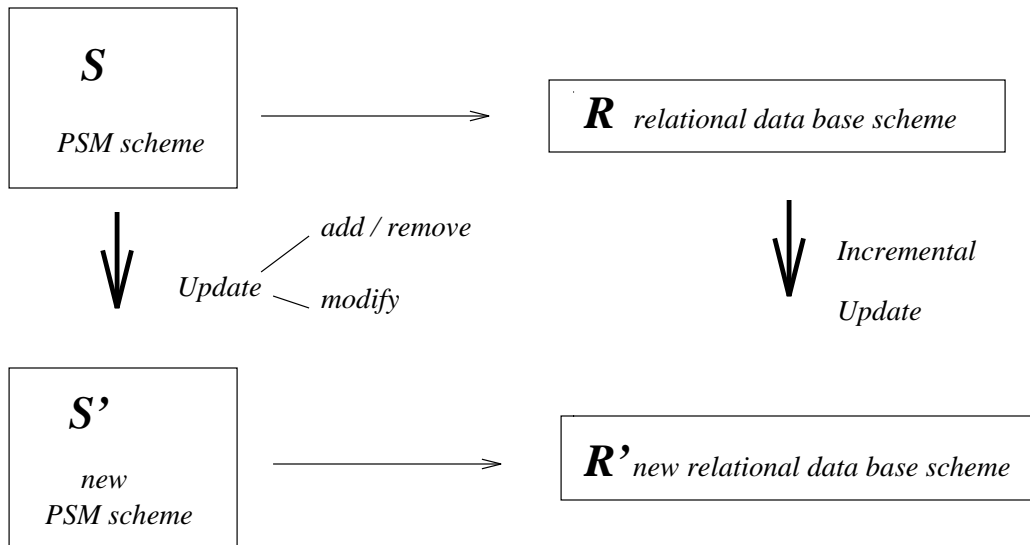 S
PSM scheme
R relational data base scheme
add / remove
Update
modify
Incremental
Update
S’
new
PSM scheme
R’ new relational data base scheme